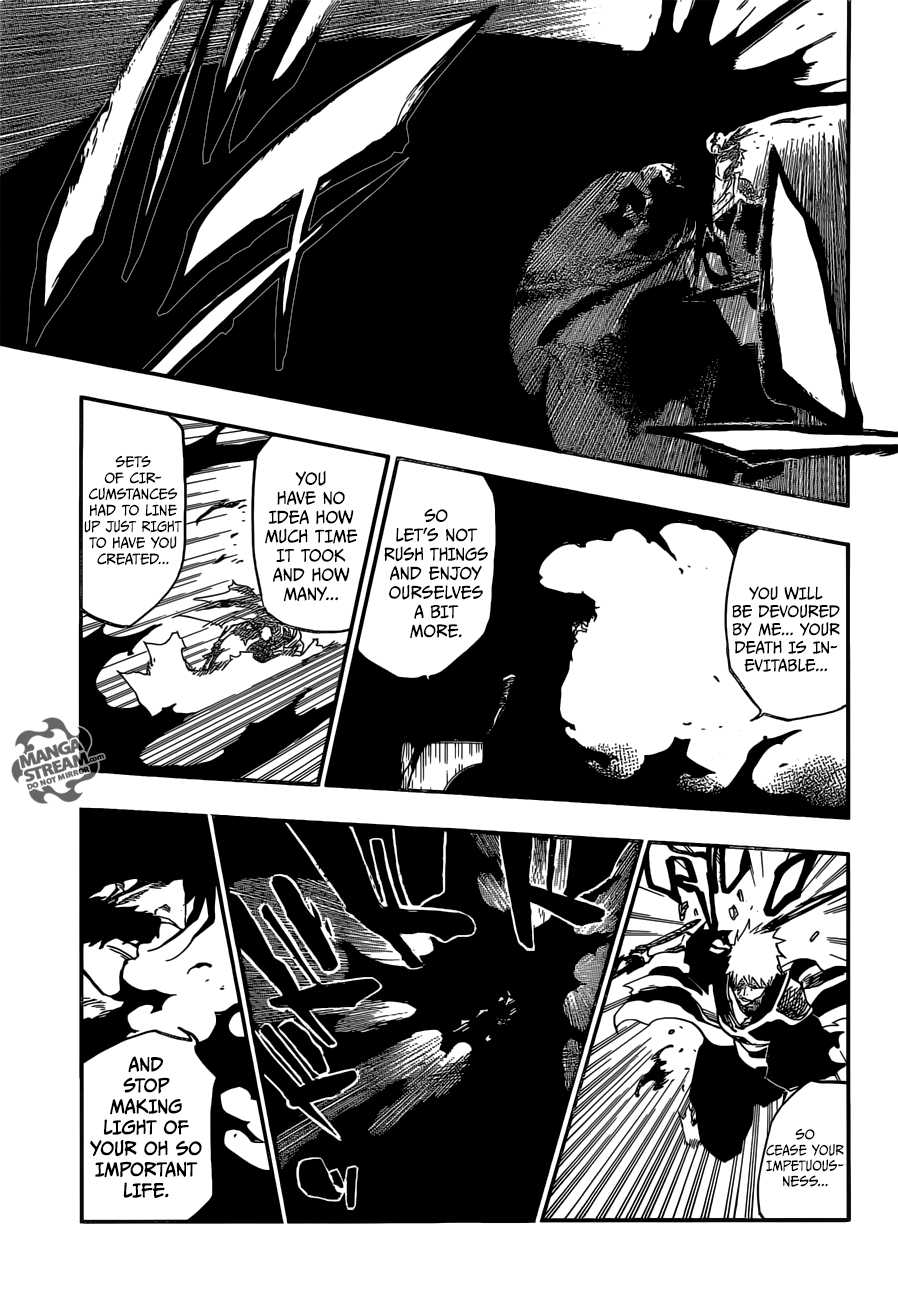 YOU WILL
BE DEVOURED
BY ME... YOUR
DEATH IS IN-
EVITABLE...
SO
LET'S NOT
RUSH THINGS
AND ENJOY
OURSELVES
A BIT
MORE.
YOU
HAVE NO
IDEA HOW
MUCH TIME
IT TOOK
AND HOW
MANY...
SETS
OF CIR-
CUMSTANCES
HAD TO LINE
UP JUST RIGHT
TO HAVE YOU
CREATED...
MANGA
STREAM.com
DO NOT MIRROR
SO
CEASE YOUR
IMPETUOUS-
NESS...
AND
STOP
MAKING
LIGHT OF
YOUR OH SO
IMPORTANT
LIFE.